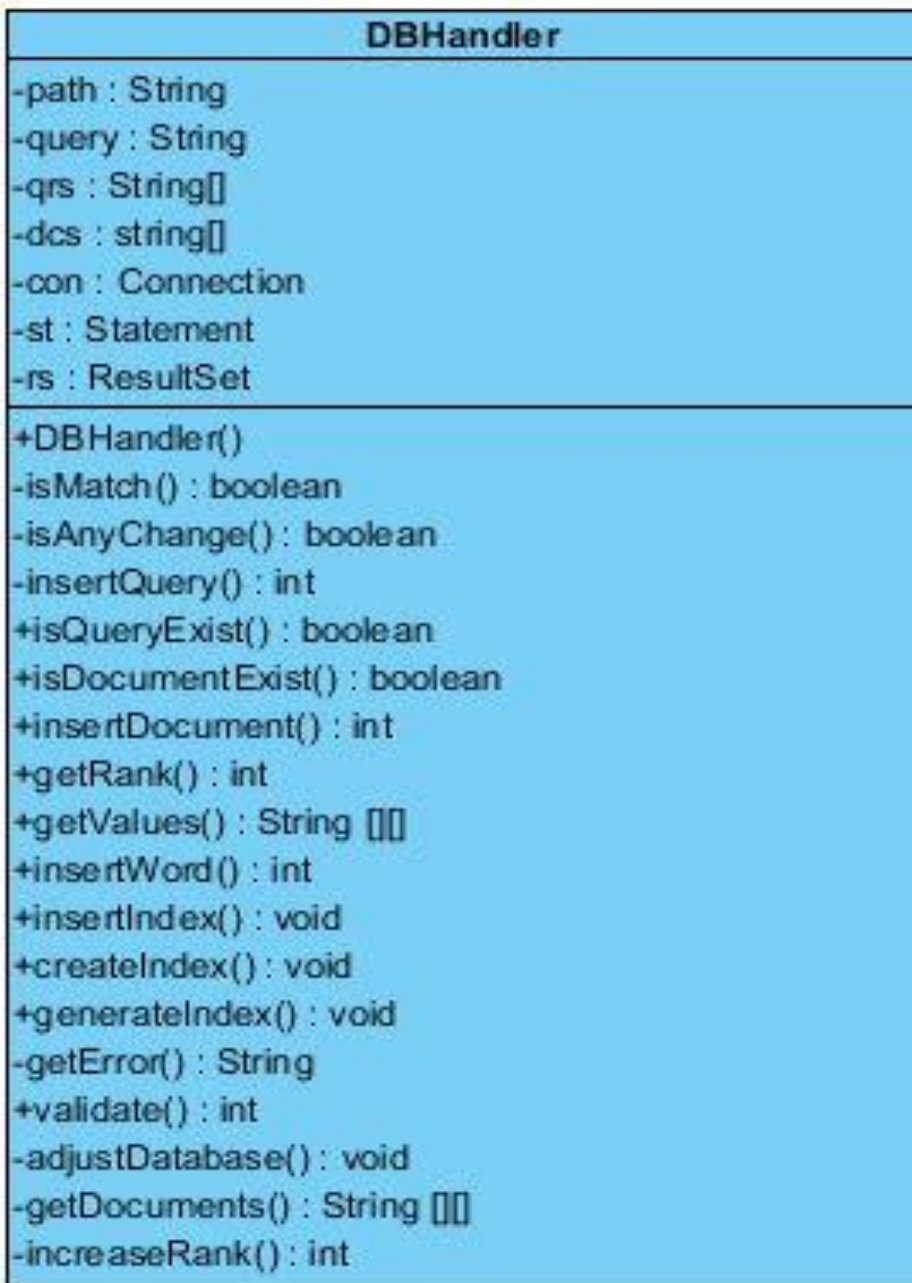 DBHandler
-path : String
-query : String
-qrs : String[]
-dcs : string[]
-con : Connection
-st : Statement
-rs : ResultSet
+DBHandler()
-isMatch() : boolean
-isAnyChange() : boolean
-insertQuery() : int
+isQueryExist() : boolean
+isDocumentExist() : boolean
+insertDocument() : int
+getRank() : int
+getValues() : String [][]
+insertWord() : int
+insertIndex() : void
+createIndex() : void
+generateIndex() : void
-getError() : String
+validate() : int
-adjustDatabase() : void
-getDocuments() : String [][]
-increaseRank() : int